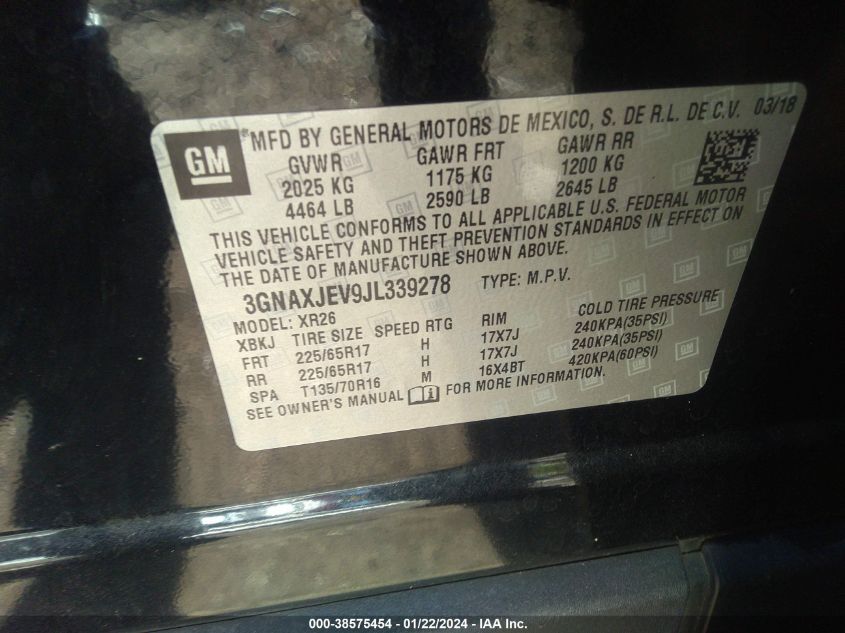 GM ® MFD BY GENERAL MOTORS DE MEXICO, S. DE R.L. DE C.V. 03/18
GVWR GAWR FRT GAWR RR
2025 KG 1175 KG 1200 KG
4464 LB 2590 LB 2645 LB
THIS VEHICLE CONFORMS TO ALL APPLICABLE U.S. FEDERAL MOTOR
VEHICLE SAFETY AND THEFT PREVENTION STANDARDS IN EFFECT ON
THE DATE OF MANUFACTURE SHOWN ABOVE.
3GNAXJEV9JL339278 TYPE: M.P.V.
MODEL: XR26
XBKJ TIRE SIZE SPEED RTG RIM COLD TIRE PRESSURE
FRT 225/65R17 H 17X7J 240KPA(35PSI)
RR 225/65R17 H 17X7J 240KPA(35PSI)
SPA T135/70R16 M 16X4BT 420KPA(60PSI)
SEE OWNER'S MANUAL FOR MORE INFORMATION.
000-38575454 - 01/22/2024 - IAA Inc.